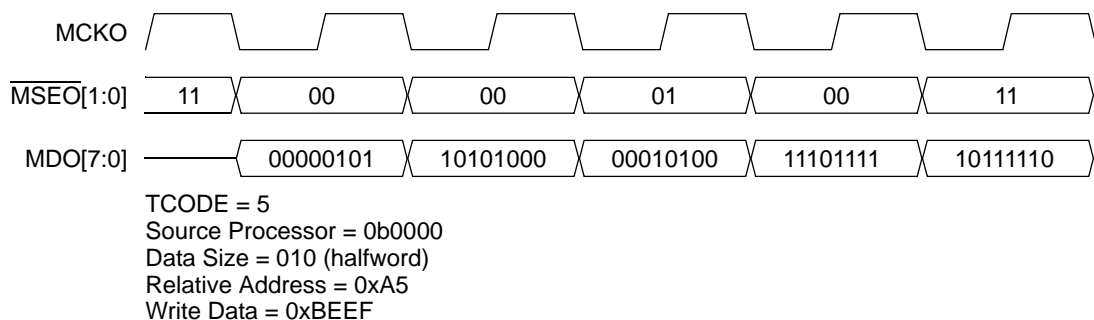 MCKO
MSEO[1:0] 11 00 00 01 00 11
MDO[7:0] 00000101 10101000 00010100 11101111 10111110
TCODE = 5
Source Processor = 0b0000
Data Size = 010 (halfword)
Relative Address = 0xA5
Write Data = 0xBEEF